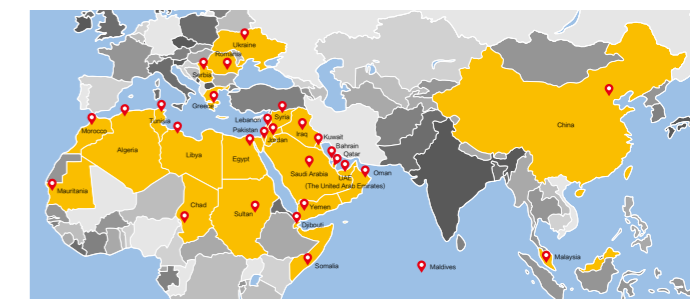 Ukraine
Romania
Serbia
Greece
Tunisia
Morocco
Algeria
Libya
Egypt
Lebanon
Syria
Pakistan
Jordan
Iraq
Kuwait
Bahrain
Qatar
Saudi Arabia
UAE
(The United Arab Emirates)
Oman
Mauritania
Chad
Sultan
Yemen
Djibouti
Somalia
Maldives
China
Malaysia